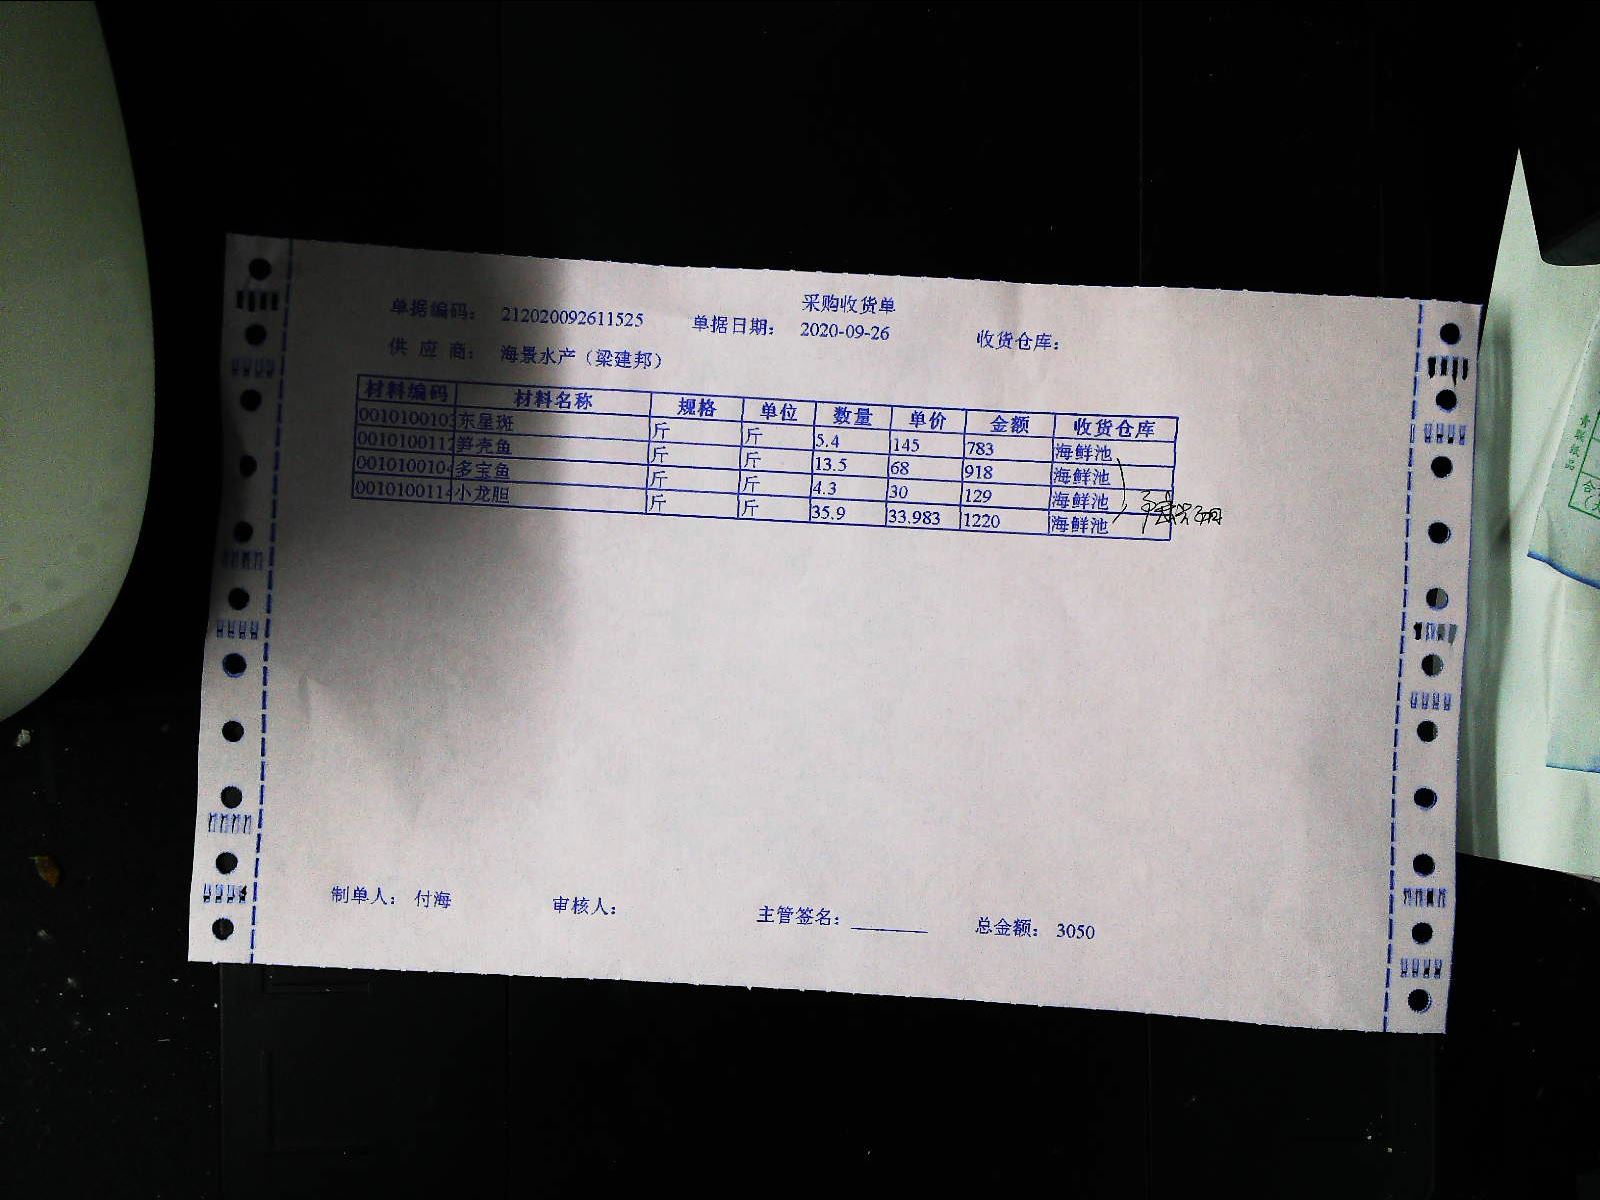 采购收货单
单据编码： 212020092611525 单据日期： 2020-09-26 收货仓库：
供 应 商： 海景水产（梁建邦）
材料编码 材料名称 规格 单位 数量 单价 金额 收货仓库
0010100103 东星斑 斤 斤 5.4 145 783 海鲜池
0010100112 笋壳鱼 斤 斤 13.5 68 918 海鲜池
0010100104 多宝鱼 斤 斤 4.3 30 129 海鲜池
0010100114 小龙胆 斤 斤 35.9 33.983 1220 海鲜池
制单人： 付海 审核人： 主管签名： 总金额： 3050